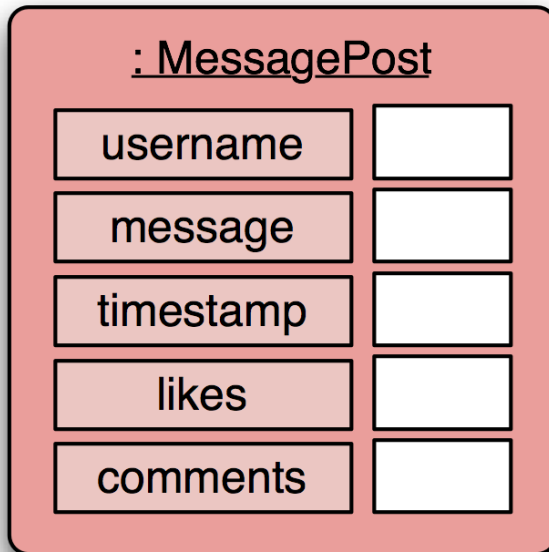 : MessagePost
username
message
timestamp
likes
comments